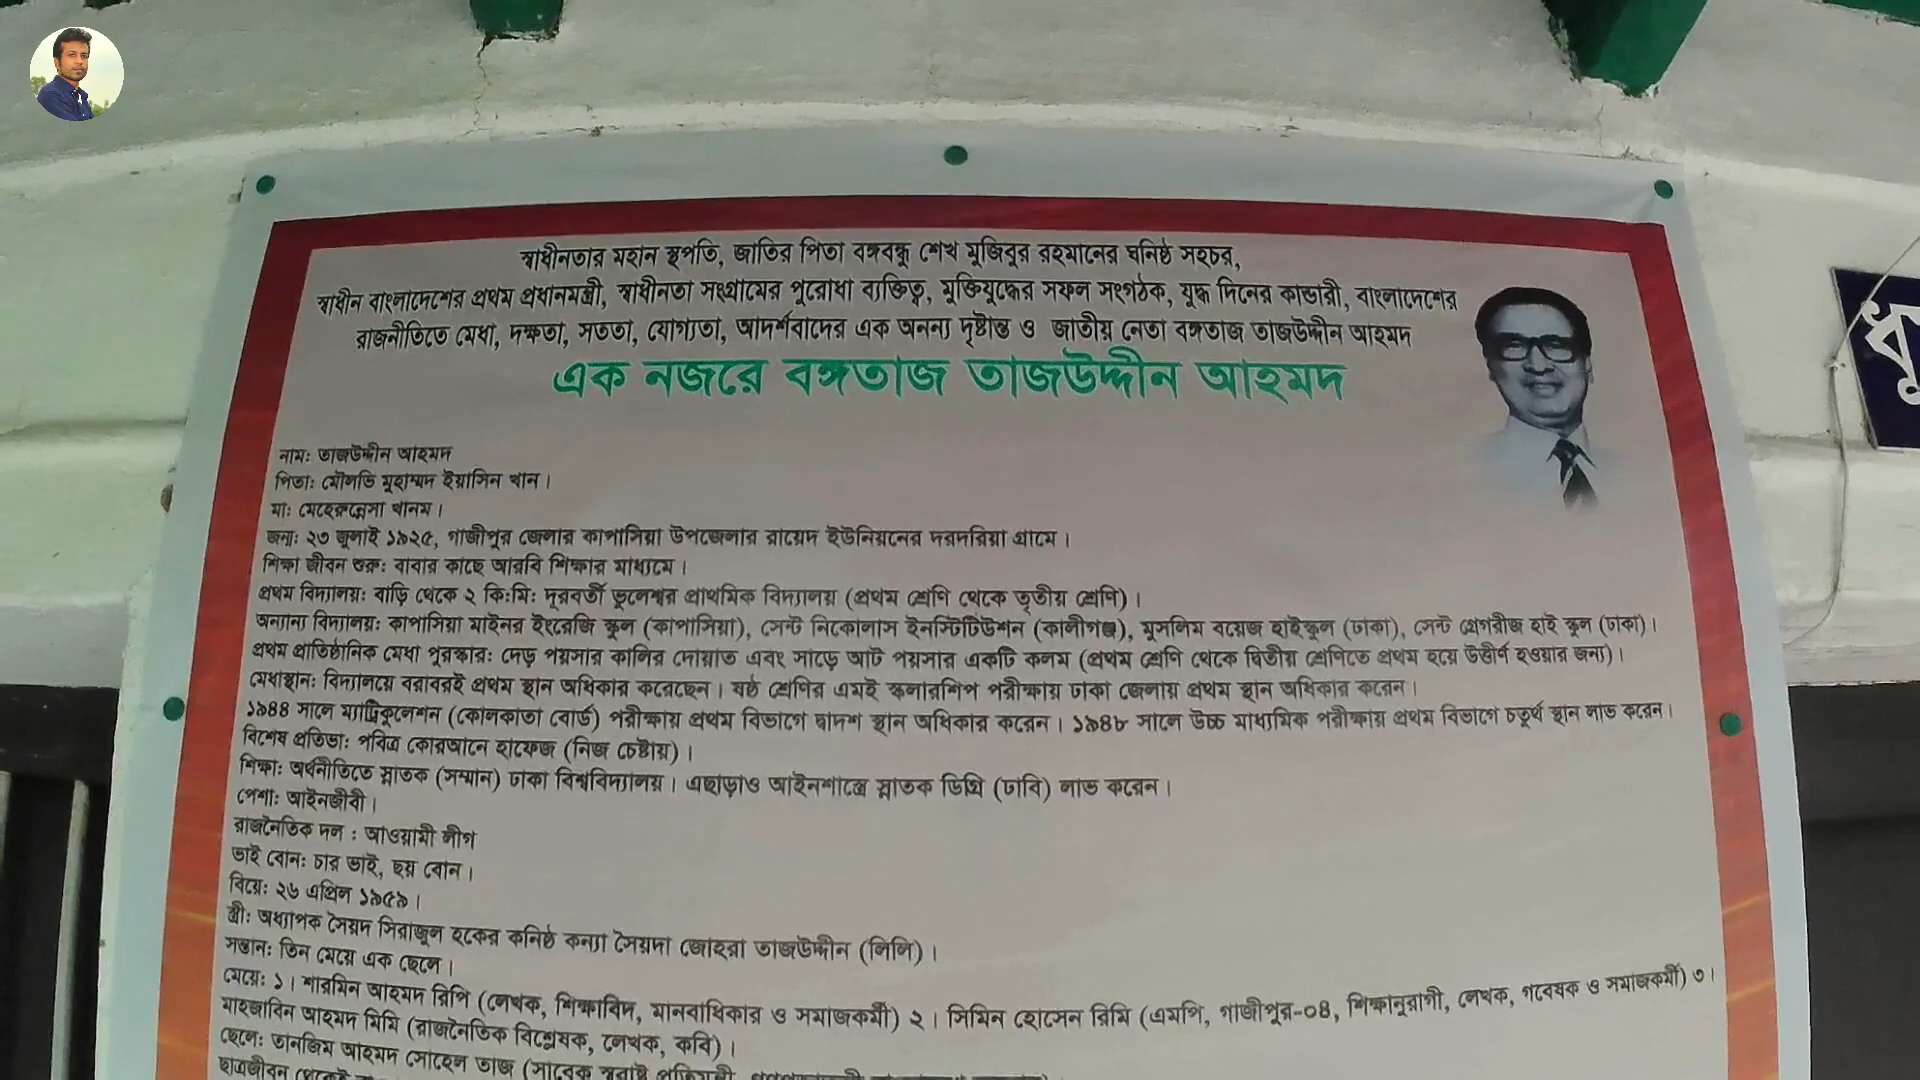 স্বাধীনতার মহান স্থপতি, জাতির পিতা বঙ্গবন্ধু শেখ মুজিবুর রহমানের ঘনিষ্ঠ সহচর,
স্বাধীন বাংলাদেশের প্রথম প্রধানমন্ত্রী, স্বাধীনতা সংগ্রামের পুরোধা ব্যক্তিত্ব, মুক্তিযুদ্ধের সফল সংগঠক, যুদ্ধ দিনের কান্ডারী, বাংলাদেশের
রাজনীতিতে মেধা, দক্ষতা, সততা, যোগ্যতা, আদর্শবাদের এক অনন্য দৃষ্টান্ত ও জাতীয় নেতা বঙ্গতাজ তাজউদ্দীন আহমদ
এক নজরে বঙ্গতাজ তাজউদ্দীন আহমদ
নাম: তাজউদ্দীন আহমদ
পিতা: মৌলভি মুহাম্মদ ইয়াসিন খান।
মা: মেহেরুন্নেসা খানম।
জন্ম: ২৩ জুলাই ১৯২৫, গাজীপুর জেলার কাপাসিয়া উপজেলার রায়েদ ইউনিয়নের দরদরিয়া গ্রামে।
শিক্ষা জীবন শুরু: বাবার কাছে আরবি শিক্ষার মাধ্যমে।
প্রথম বিদ্যালয়: বাড়ি থেকে ২ কি:মি: দূরবর্তী ভুলেশ্বর প্রাথমিক বিদ্যালয় (প্রথম শ্রেণি থেকে তৃতীয় শ্রেণি)।
অন্যান্য বিদ্যালয়: কাপাসিয়া মাইনর ইংরেজি স্কুল (কাপাসিয়া), সেন্ট নিকোলাস ইনস্টিটিউশন (কালীগঞ্জ), মুসলিম বয়েজ হাইস্কুল (ঢাকা), সেন্ট গ্রেগরীজ হাই স্কুল (ঢাকা)।
প্রথম প্রাতিষ্ঠানিক মেধা পুরস্কার: দেড় পয়সার কালির দোয়াত এবং সাড়ে আট পয়সার একটি কলম (প্রথম শ্রেণি থেকে দ্বিতীয় শ্রেণিতে প্রথম হয়ে উত্তীর্ণ হওয়ার জন্য)।
মেধাস্থান: বিদ্যালয়ে বরাবরই প্রথম স্থান অধিকার করেছেন। ষষ্ঠ শ্রেণির এমই স্কলারশিপ পরীক্ষায় ঢাকা জেলায় প্রথম স্থান অধিকার করেন।
১৯৪৪ সালে ম্যাট্রিকুলেশন (কোলকাতা বোর্ড) পরীক্ষায় প্রথম বিভাগে দ্বাদশ স্থান অধিকার করেন। ১৯৪৮ সালে উচ্চ মাধ্যমিক পরীক্ষায় প্রথম বিভাগে চতুর্থ স্থান লাভ করেন।
বিশেষ প্রতিভা: পবিত্র কোরআনে হাফেজ (নিজ চেষ্টায়)।
শিক্ষা: অর্থনীতিতে স্নাতক (সম্মান) ঢাকা বিশ্ববিদ্যালয়। এছাড়াও আইনশাস্ত্রে স্নাতক ডিগ্রি (ঢাবি) লাভ করেন।
পেশা: আইনজীবী।
রাজনৈতিক দল : আওয়ামী লীগ
ভাই বোন: চার ভাই, ছয় বোন।
বিয়ে: ২৬ এপ্রিল ১৯৫৯।
স্ত্রী: অধ্যাপক সৈয়দ সিরাজুল হকের কনিষ্ঠ কন্যা সৈয়দা জোহরা তাজউদ্দীন (লিলি)।
সন্তান: তিন মেয়ে এক ছেলে।
মেয়ে: ১। শারমিন আহমদ রিপি (লেখক, শিক্ষাবিদ, মানবাধিকার ও সমাজকর্মী) ২। সিমিন হোসেন রিমি (এমপি, গাজীপুর-০৪, শিক্ষানুরাগী, লেখক, গবেষক ও সমাজকর্মী) ৩।
মাহজাবিন আহমদ মিমি (রাজনৈতিক বিশ্লেষক, লেখক, কবি)।
ছেলে: তানজিম আহমদ সোহেল তাজ (সাবেক স্বরাষ্ট্র প্রতিমন্ত্রী,
ছাত্রজীবন থেকেই
ধু